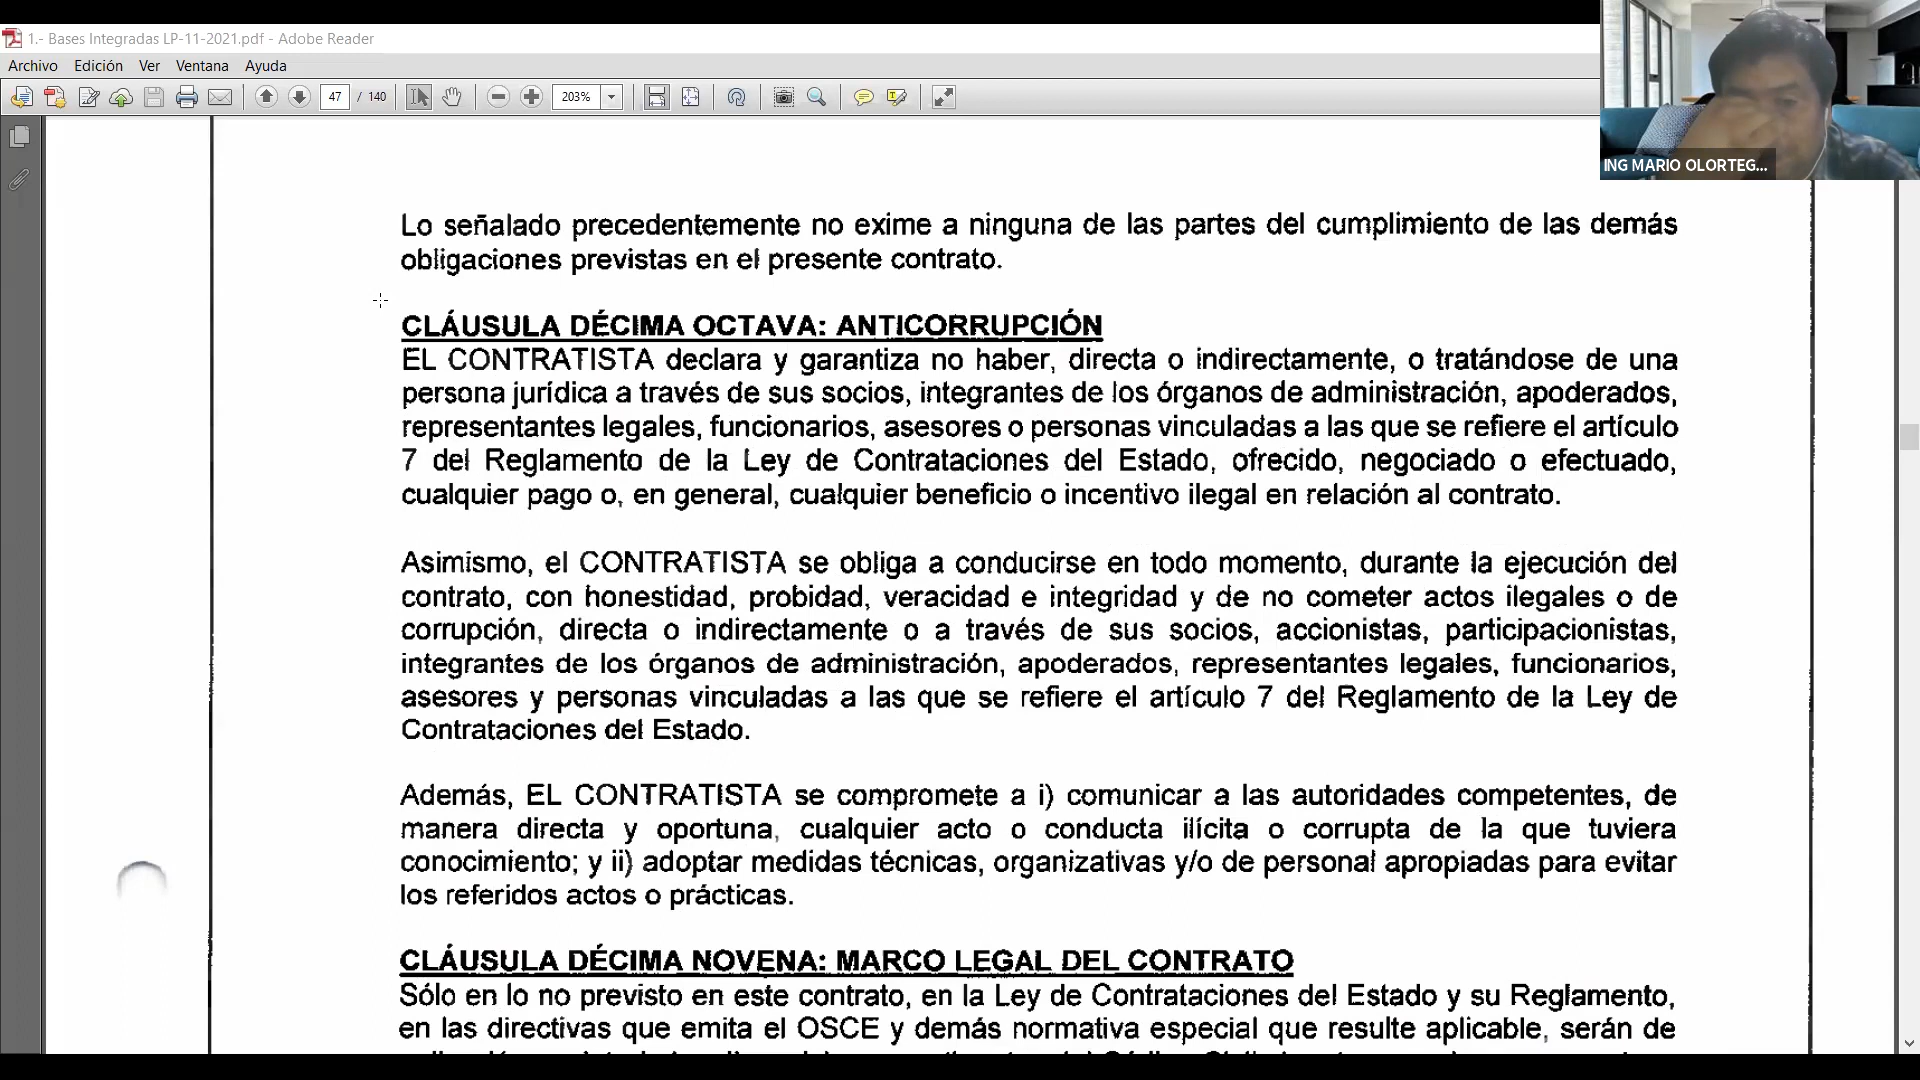 1.- Bases Integradas LP-11-2021.pdf - Adobe Reader
Archivo Edición Ver Ventana Ayuda
47 / 140 203%
ING MARIO OLORTEG...
Lo señalado precedentemente no exime a ninguna de las partes del cumplimiento de las demás
obligaciones previstas en el presente contrato.
CLÁUSULA DÉCIMA OCTAVA: ANTICORRUPCIÓN
EL CONTRATISTA declara y garantiza no haber, directa o indirectamente, o tratándose de una
persona jurídica a través de sus socios, integrantes de los órganos de administración, apoderados,
representantes legales, funcionarios, asesores o personas vinculadas a las que se refiere el artículo
7 del Reglamento de la Ley de Contrataciones del Estado, ofrecido, negociado o efectuado,
cualquier pago o, en general, cualquier beneficio o incentivo ilegal en relación al contrato.
Asimismo, el CONTRATISTA se obliga a conducirse en todo momento, durante la ejecución del
contrato, con honestidad, probidad, veracidad e integridad y de no cometer actos ilegales o de
corrupción, directa o indirectamente o a través de sus socios, accionistas, participacionistas,
integrantes de los órganos de administración, apoderados, representantes legales, funcionarios,
asesores y personas vinculadas a las que se refiere el artículo 7 del Reglamento de la Ley de
Contrataciones del Estado.
Además, EL CONTRATISTA se compromete a i) comunicar a las autoridades competentes, de
manera directa y oportuna, cualquier acto o conducta ilícita o corrupta de la que tuviera
conocimiento; y ii) adoptar medidas técnicas, organizativas y/o de personal apropiadas para evitar
los referidos actos o prácticas.
CLÁUSULA DÉCIMA NOVENA: MARCO LEGAL DEL CONTRATO
Sólo en lo no previsto en este contrato, en la Ley de Contrataciones del Estado y su Reglamento,
en las directivas que emita el OSCE y demás normativa especial que resulte aplicable, serán de